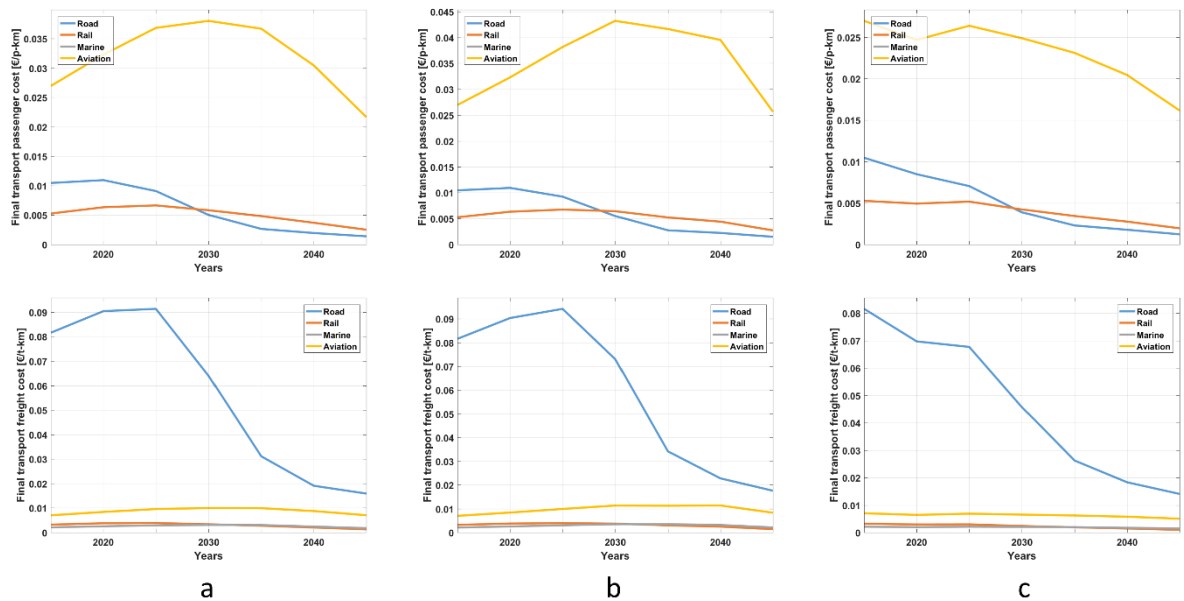 Final transport passenger cost [€/p-km]
0.035
0.03
0.025
0.02
0.015
0.01
0.005
0
Road
Rail
Marine
Aviation
2020
2030
2040
Years
Final transport passenger cost [€/p-km]
0.045
0.04
0.035
0.03
0.025
0.02
0.015
0.01
0.005
0
Road
Rail
Marine
Aviation
2020
2030
2040
Years
Final transport passenger cost [€/p-km]
0.025
0.02
0.015
0.01
0.005
0
Road
Rail
Marine
Aviation
2020
2030
2040
Years
Final transport freight cost [€/t-km]
0.09
0.08
0.07
0.06
0.05
0.04
0.03
0.02
0.01
0
Road
Rail
Marine
Aviation
2020
2030
2040
Years
Final transport freight cost [€/t-km]
0.09
0.08
0.07
0.06
0.05
0.04
0.03
0.02
0.01
0
Road
Rail
Marine
Aviation
2020
2030
2040
Years
Final transport freight cost [€/t-km]
0.08
0.07
0.06
0.05
0.04
0.03
0.02
0.01
0
Road
Rail
Marine
Aviation
2020
2030
2040
Years
a
b
c